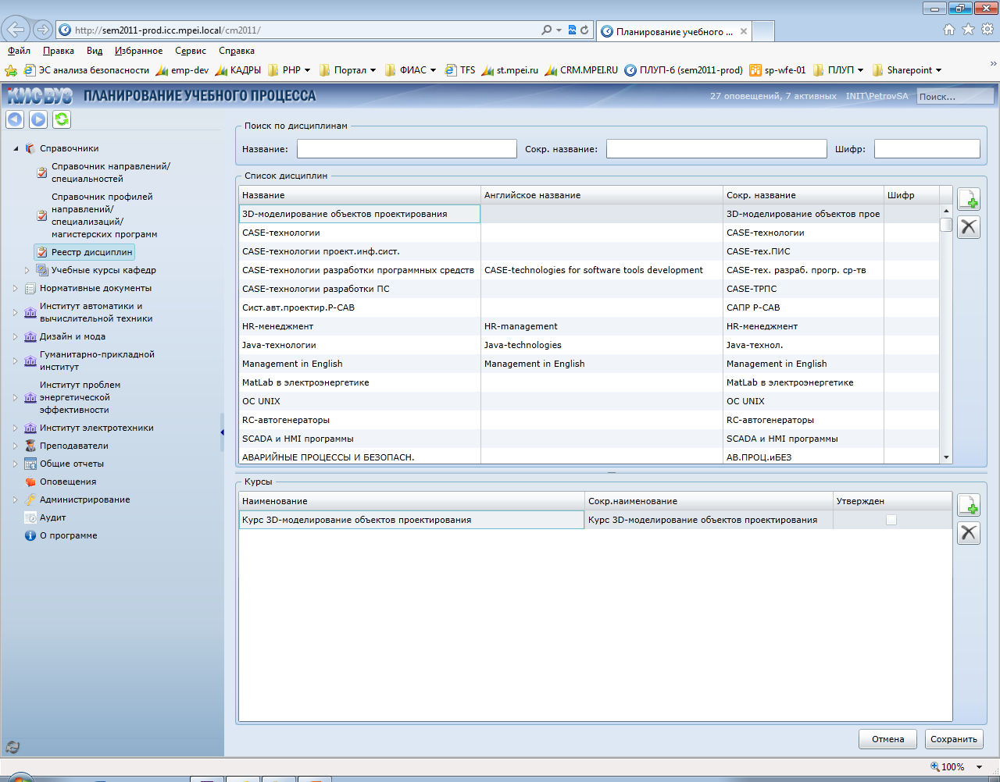 http://sem2011-prod.icc.mpei.local/cm2011/
Планирование учебного ...
Файл Правка Вид Избранное Сервис Справка
ЭС анализа безопасности emp-dev КАДРЫ PHP Портал ФИАС TFS st.mpei.ru CRM.MPEI.RU ПЛУП-6 (sem2011-prod) sp-wfe-01 ПЛУП Sharepoint
КИС ВУЗ ПЛАНИРОВАНИЕ УЧЕБНОГО ПРОЦЕССА
27 оповещений, 7 активных INIT\PetrovSA Поиск...
Справочники
Справочник направлений/
специальностей
Справочник профилей
направлений/
специализаций/
магистерских программ
Реестр дисциплин
Учебные курсы кафедр
Нормативные документы
Институт автоматики и
вычислительной техники
Дизайн и мода
Гуманитарно-прикладной
институт
Институт проблем
энергетической
эффективности
Институт электротехники
Преподаватели
Общие отчеты
Оповещения
Администрирование
Аудит
О программе
Поиск по дисциплинам
Название: Сокр. название: Шифр:
Список дисциплин
Название Английское название Сокр. название Шифр
3D-моделирование объектов проектирования 3D-моделирование объектов прое
CASE-технологии CASE-технологии
CASE-технологии проект.инф.сист. CASE-тех.ПИС
CASE-технологии разработки программных средств CASE-technologies for software tools development CASE-тех. разраб. прогр. ср-тв
CASE-технологии разработки ПС CASE-ТРПС
Cист.авт.проектир.Р-САВ САПР Р-САВ
HR-менеджмент HR-management HR-менеджмент
Java-технологии Java-technologies Java-технол.
Management in English Management in English Management in English
MatLab в электроэнергетике MatLab в электроэнергетике
OC UNIX OC UNIX
RC-автогенераторы RC-автогенераторы
SCADA и HMI программы SCADA и HMI программы
АВАРИЙНЫЕ ПРОЦЕССЫ И БЕЗОПАСН. АВ.ПРОЦ.иБЕЗ
Курсы
Наименование Сокр.наименование Утвержден
Курс 3D-моделирование объектов проектирования Курс 3D-моделирование объектов проектирования
Отмена Сохранить
100%